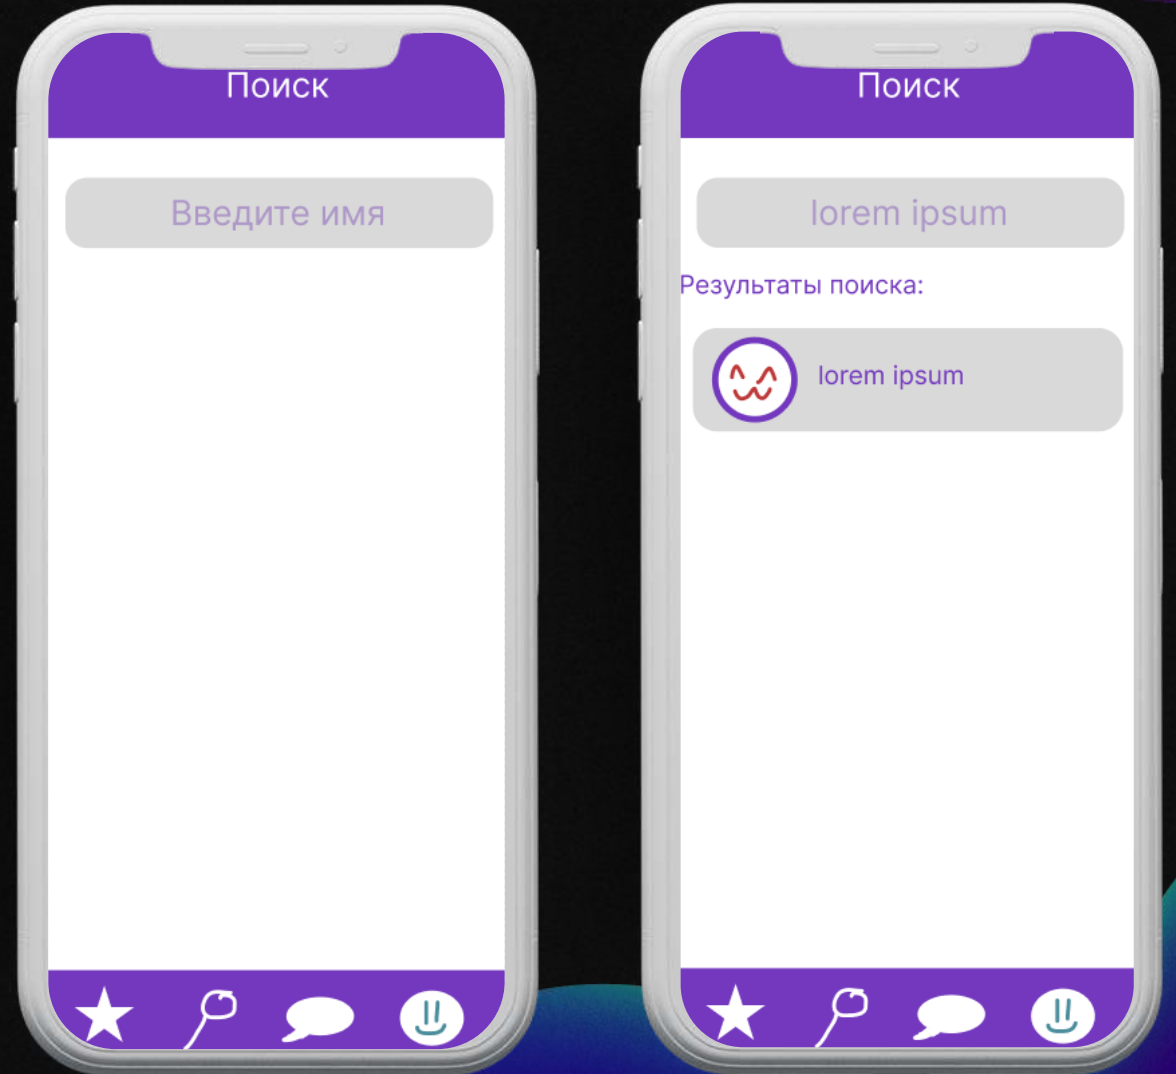 Поиск
Введите имя
Поиск
lorem ipsum
Результаты поиска:
lorem ipsum